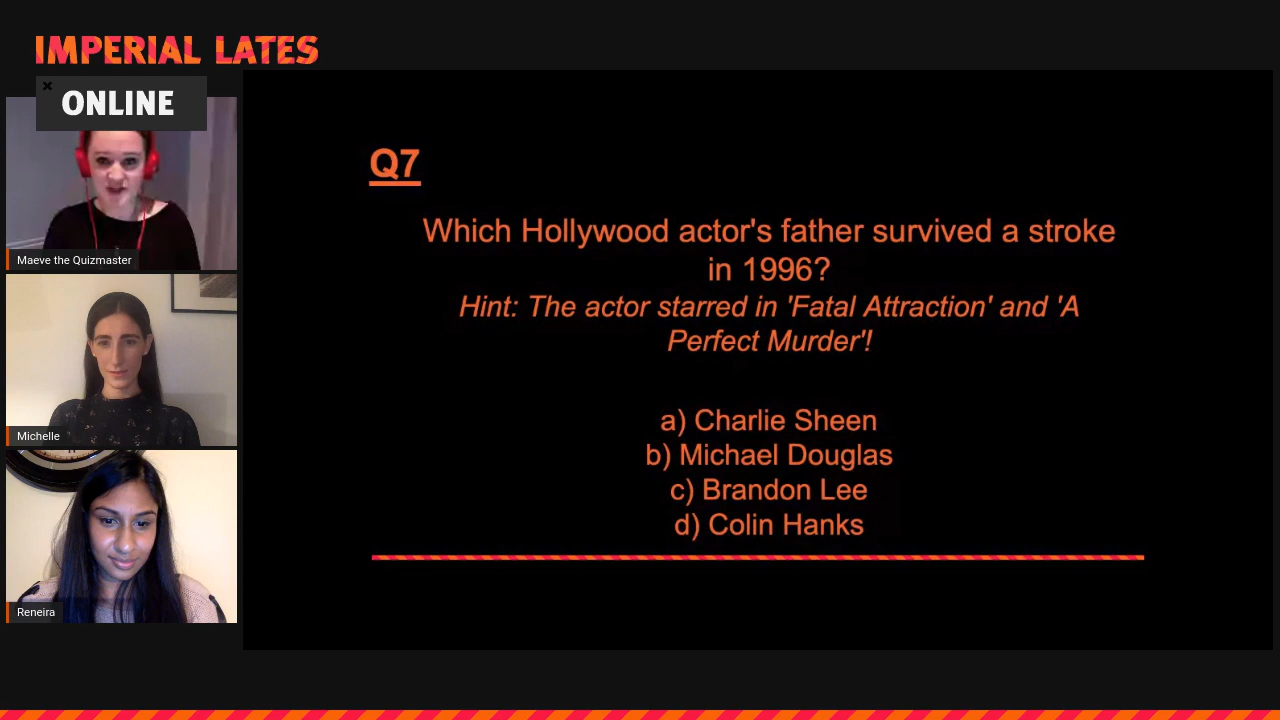 IMPERIAL LATES
ONLINE
Maeve the Quizmaster
Michelle
Reneira
Q7
Which Hollywood actor's father survived a stroke
in 1996?
Hint: The actor starred in 'Fatal Attraction' and 'A
Perfect Murder'!
a) Charlie Sheen
b) Michael Douglas
c) Brandon Lee
d) Colin Hanks